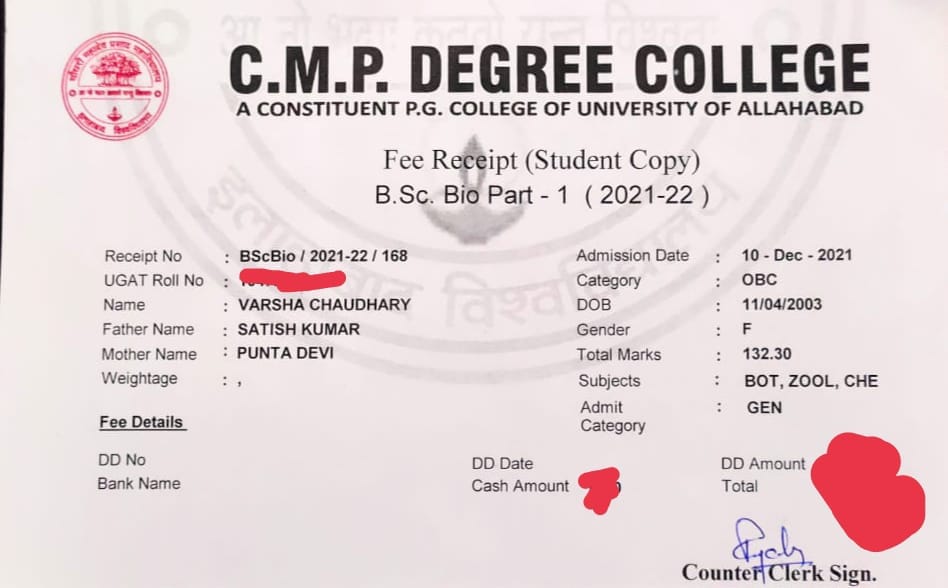 आ नो भद्राः क्रतवो यन्तु विश्वतः
C.M.P. DEGREE COLLEGE
A CONSTITUENT P.G. COLLEGE OF UNIVERSITY OF ALLAHABAD
Fee Receipt (Student Copy)
B.Sc. Bio Part - 1 ( 2021-22 )
Receipt No : BScBio / 2021-22 / 168 Admission Date : 10 - Dec - 2021
UGAT Roll No : Category : OBC
Name : VARSHA CHAUDHARY DOB : 11/04/2003
Father Name : SATISH KUMAR Gender : F
Mother Name : PUNTA DEVI Total Marks : 132.30
Weightage : , Subjects : BOT, ZOOL, CHE
Admit Category : GEN
Fee Details
DD No DD Date DD Amount
Bank Name Cash Amount Total
Counter Clerk Sign.